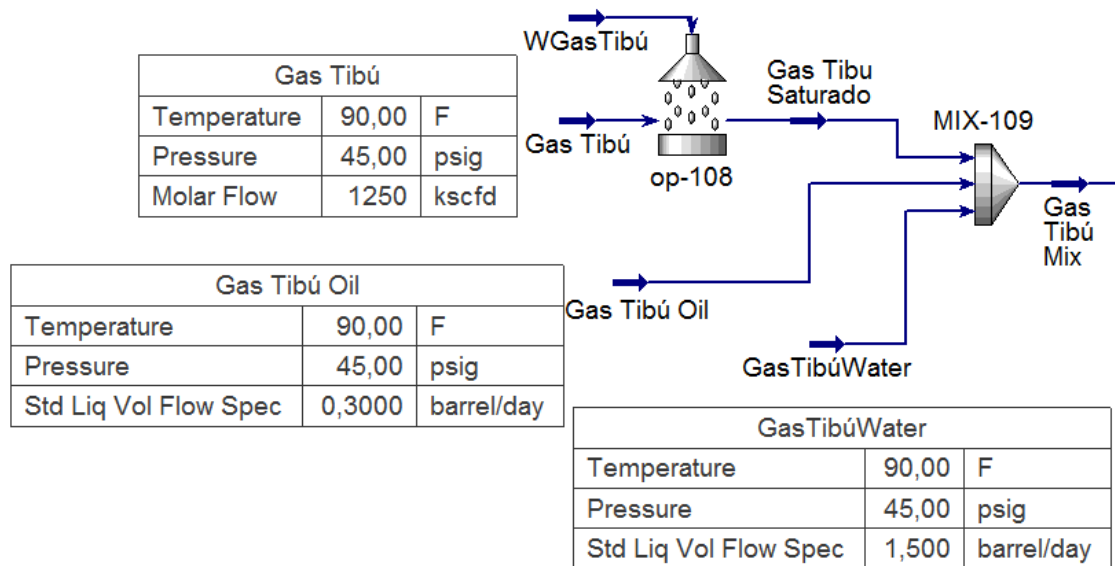 WGasTibú
Gas Tibú
Temperature 90,00 F
Pressure 45,00 psig
Molar Flow 1250 kscfd
Gas Tibú
op-108
Gas Tibu
Saturado
MIX-109
Gas
Tibú
Mix
Gas Tibú Oil
Temperature 90,00 F
Pressure 45,00 psig
Std Liq Vol Flow Spec 0,3000 barrel/day
Gas Tibú Oil
GasTibúWater
GasTibúWater
Temperature 90,00 F
Pressure 45,00 psig
Std Liq Vol Flow Spec 1,500 barrel/day